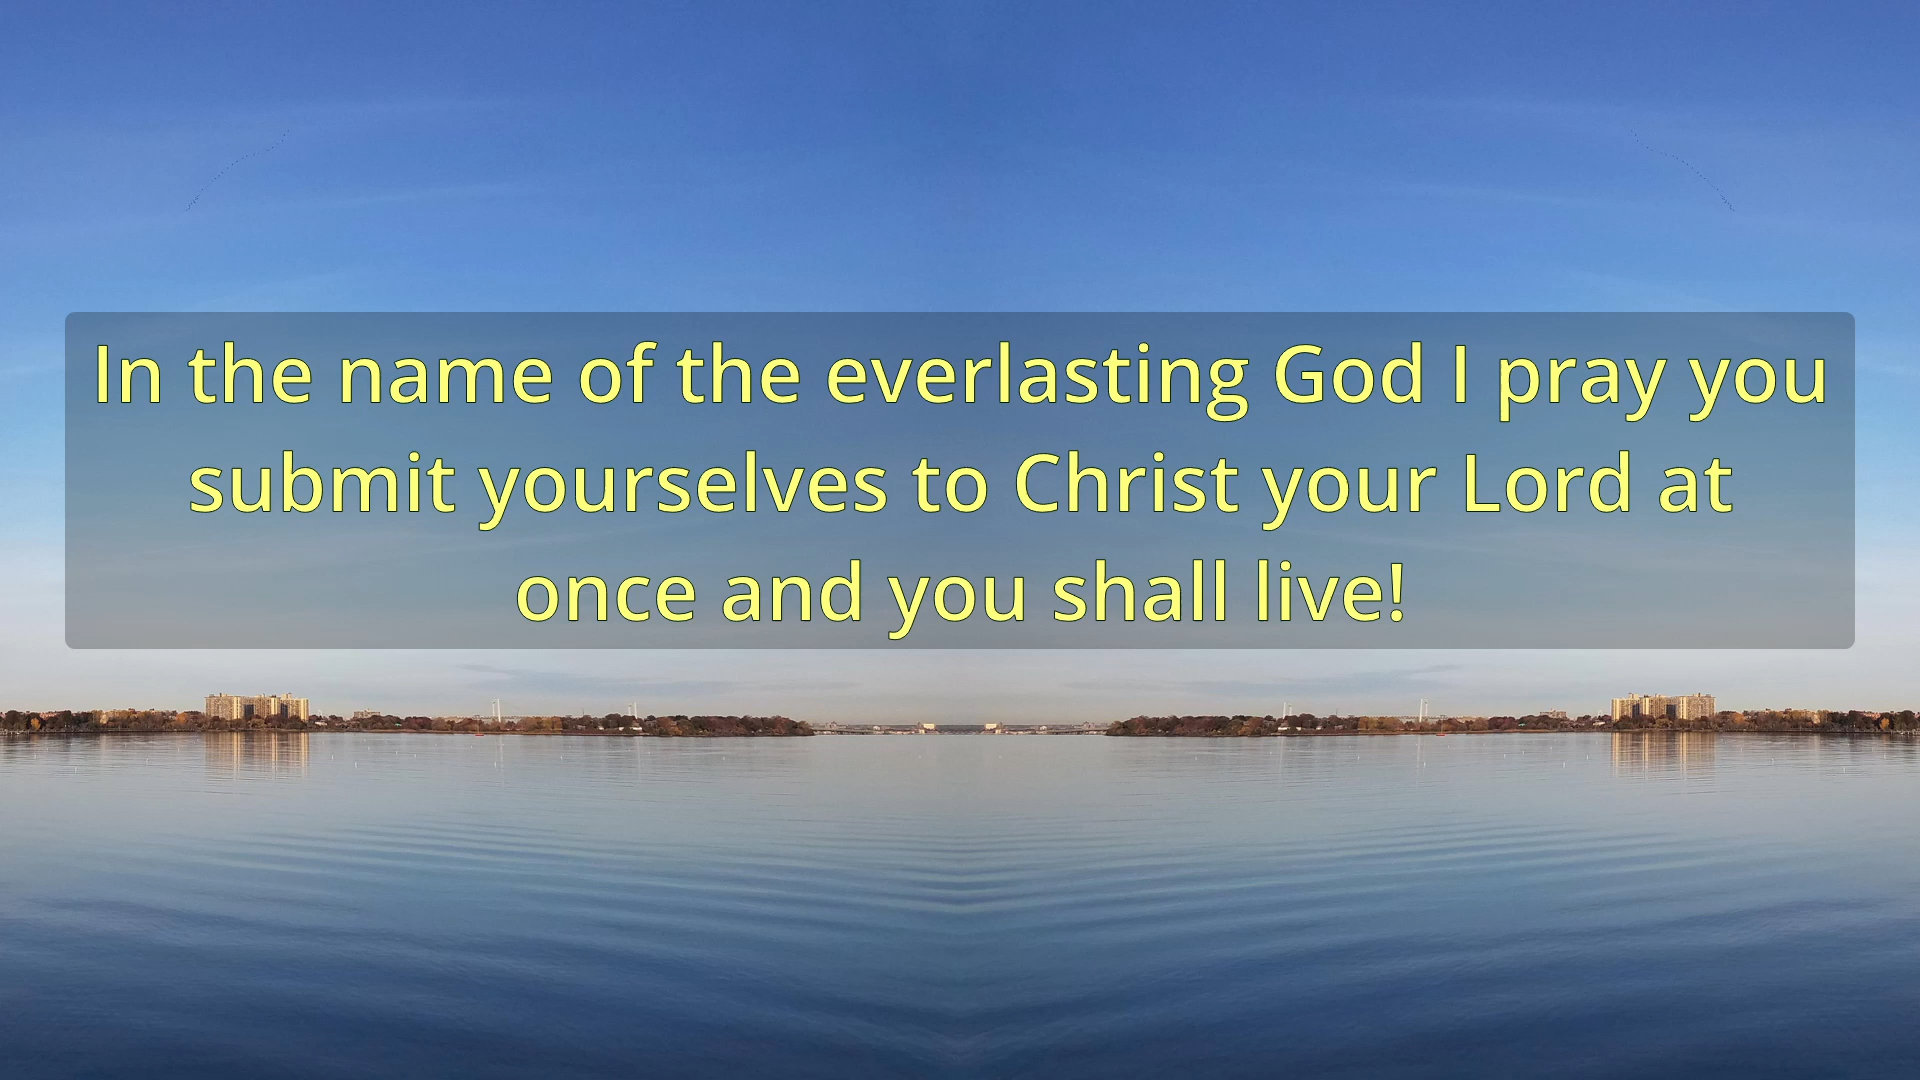 In the name of the everlasting God I pray you
submit yourselves to Christ your Lord at
once and you shall live!